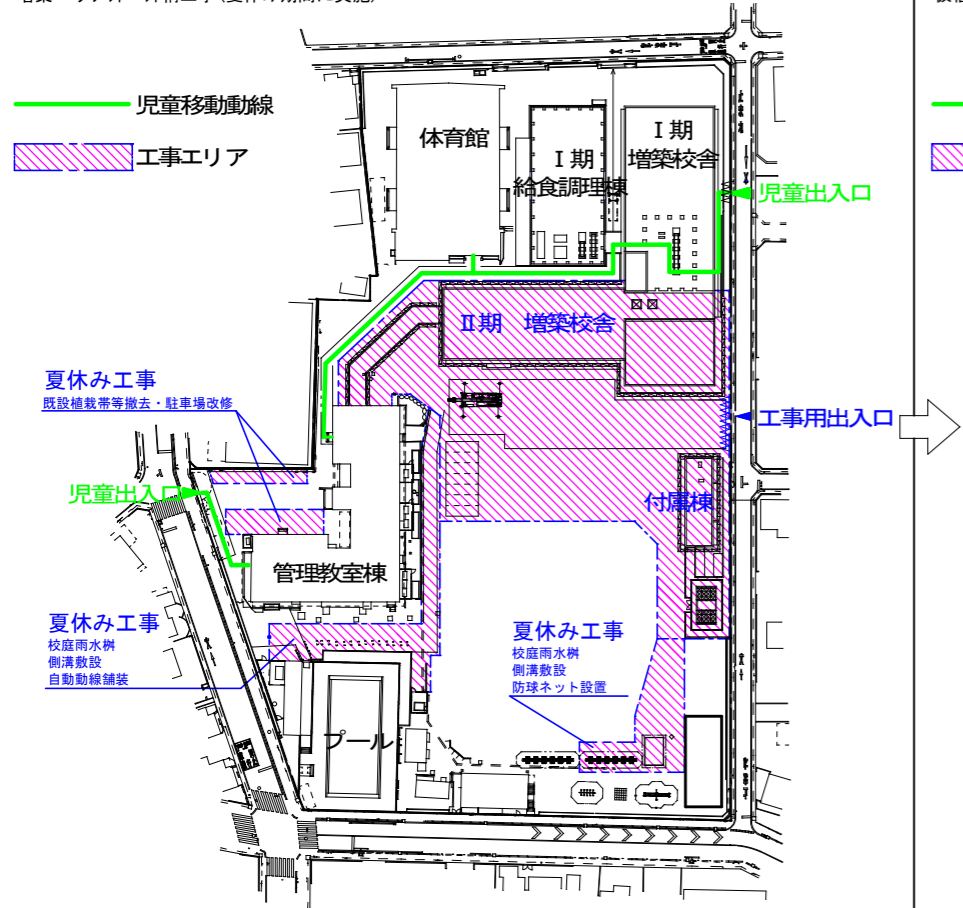 児童移動動線
工事エリア
体育館
Ⅰ期
給食調理棟
Ⅰ期
増築校舎
児童出入口
Ⅱ期 増築校舎
夏休み工事
既設植栽帯等撤去・駐車場改修
工事用出入口
児童出入口
付属棟
管理教室棟
夏休み工事
校庭雨水桝
側溝敷設
自動動線舗装
夏休み工事
校庭雨水桝
側溝敷設
防球ネット設置
プール